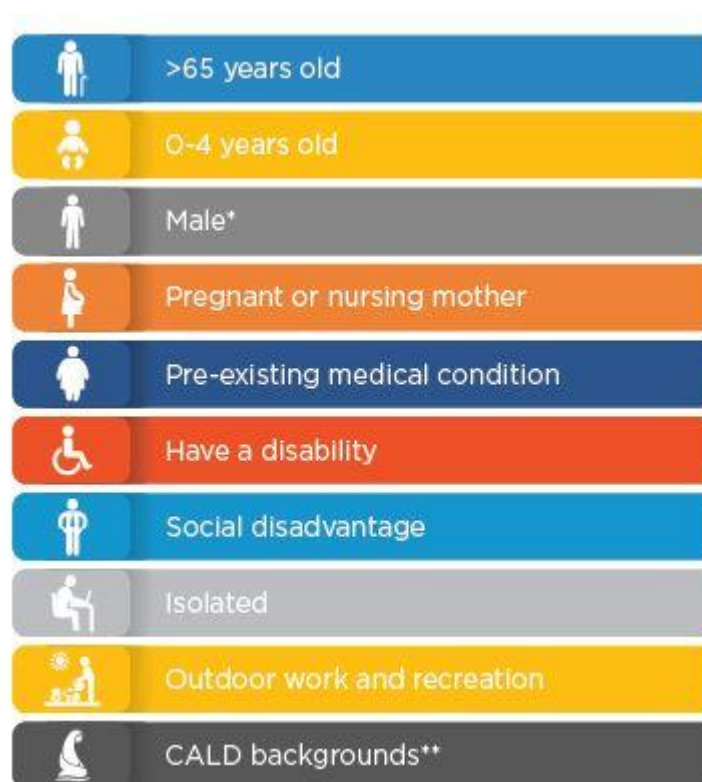 >65 years old
0-4 years old
Male*
Pregnant or nursing mother
Pre-existing medical condition
Have a disability
Social disadvantage
Isolated
Outdoor work and recreation
CALD backgrounds**